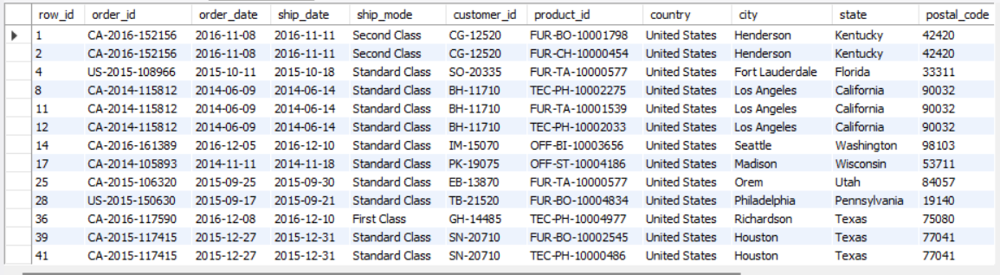 row_id order_id order_date ship_date ship_mode customer_id product_id country city state postal_code
1 CA-2016-152156 2016-11-08 2016-11-11 Second Class CG-12520 FUR-BO-10001798 United States Henderson Kentucky 42420
2 CA-2016-152156 2016-11-08 2016-11-11 Second Class CG-12520 FUR-CH-10000454 United States Henderson Kentucky 42420
4 US-2015-108966 2015-10-11 2015-10-18 Standard Class SO-20335 FUR-TA-10000577 United States Fort Lauderdale Florida 33311
8 CA-2014-115812 2014-06-09 2014-06-14 Standard Class BH-11710 TEC-PH-10002275 United States Los Angeles California 90032
11 CA-2014-115812 2014-06-09 2014-06-14 Standard Class BH-11710 FUR-TA-10001539 United States Los Angeles California 90032
12 CA-2014-115812 2014-06-09 2014-06-14 Standard Class BH-11710 TEC-PH-10002033 United States Los Angeles California 90032
14 CA-2016-161389 2016-12-05 2016-12-10 Standard Class IM-15070 OFF-BI-10003656 United States Seattle Washington 98103
17 CA-2014-105893 2014-11-11 2014-11-18 Standard Class PK-19075 OFF-ST-10004186 United States Madison Wisconsin 53711
25 CA-2015-106320 2015-09-25 2015-09-30 Standard Class EB-13870 FUR-TA-10000577 United States Orem Utah 84057
28 US-2015-150630 2015-09-17 2015-09-21 Standard Class TB-21520 FUR-BO-10004834 United States Philadelphia Pennsylvania 19140
36 CA-2016-117590 2016-12-08 2016-12-10 First Class GH-14485 TEC-PH-10004977 United States Richardson Texas 75080
39 CA-2015-117415 2015-12-27 2015-12-31 Standard Class SN-20710 FUR-BO-10002545 United States Houston Texas 77041
41 CA-2015-117415 2015-12-27 2015-12-31 Standard Class SN-20710 TEC-PH-10000486 United States Houston Texas 77041